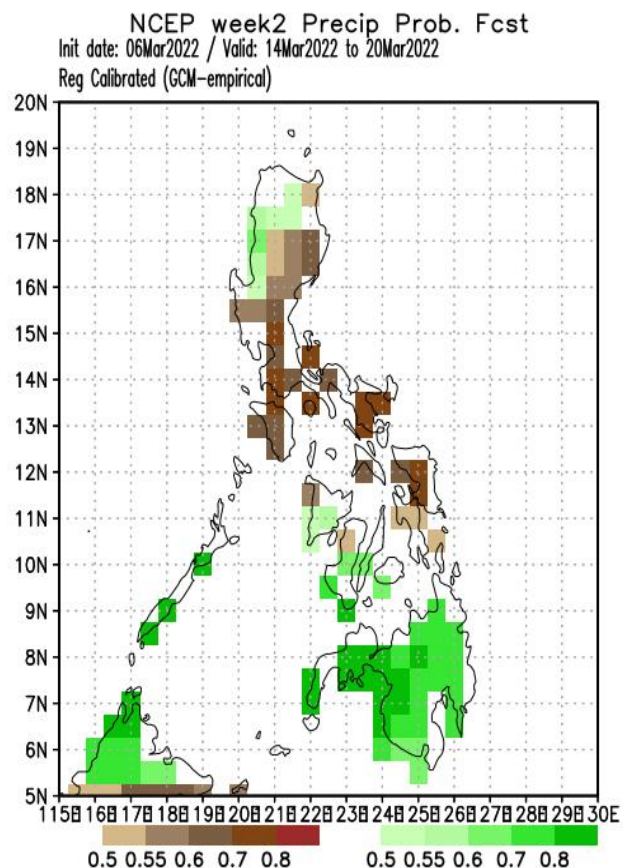 NCEP week2 Precip Prob. Fcst
Init date: 06Mar2022 / Valid: 14Mar2022 to 20Mar2022
Reg Calibrated (GCM-empirical)
20N
19N
18N
17N
16N
15N
14N
13N
12N
11N
10N
9N
8N
7N
6N
5N
115E 116E 117E 118E 119E 120E 121E 122E 123E 124E 125E 126E 127E 128E 129E 130E
0.5 0.55 0.6 0.7 0.8 0.5 0.55 0.6 0.7 0.8